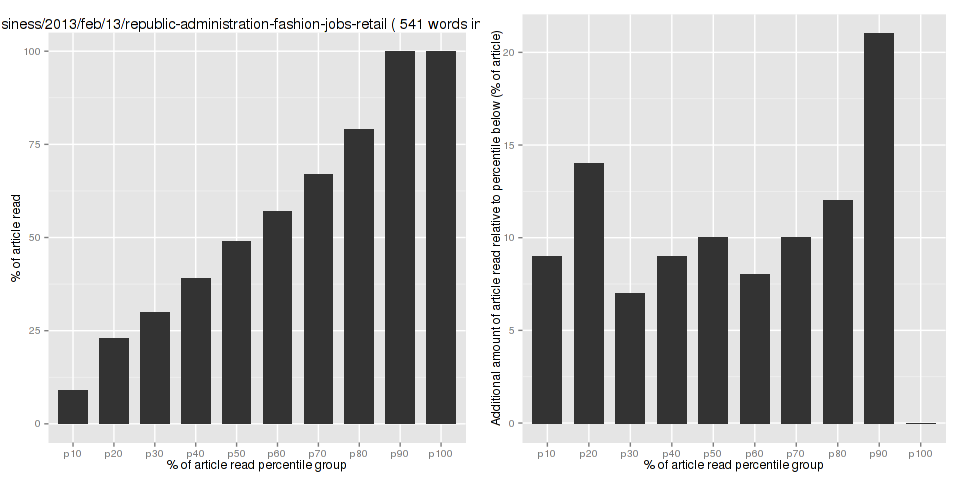 siness/2013/feb/13/republic-administration-fashion-jobs-retail ( 541 words in
% of article read
100
75
50
25
0
p10 p20 p30 p40 p50 p60 p70 p80 p90 p100
% of article read percentile group
Additional amount of article read relative to percentile below (% of article)
20
15
10
5
0
p10 p20 p30 p40 p50 p60 p70 p80 p90 p100
% of article read percentile group